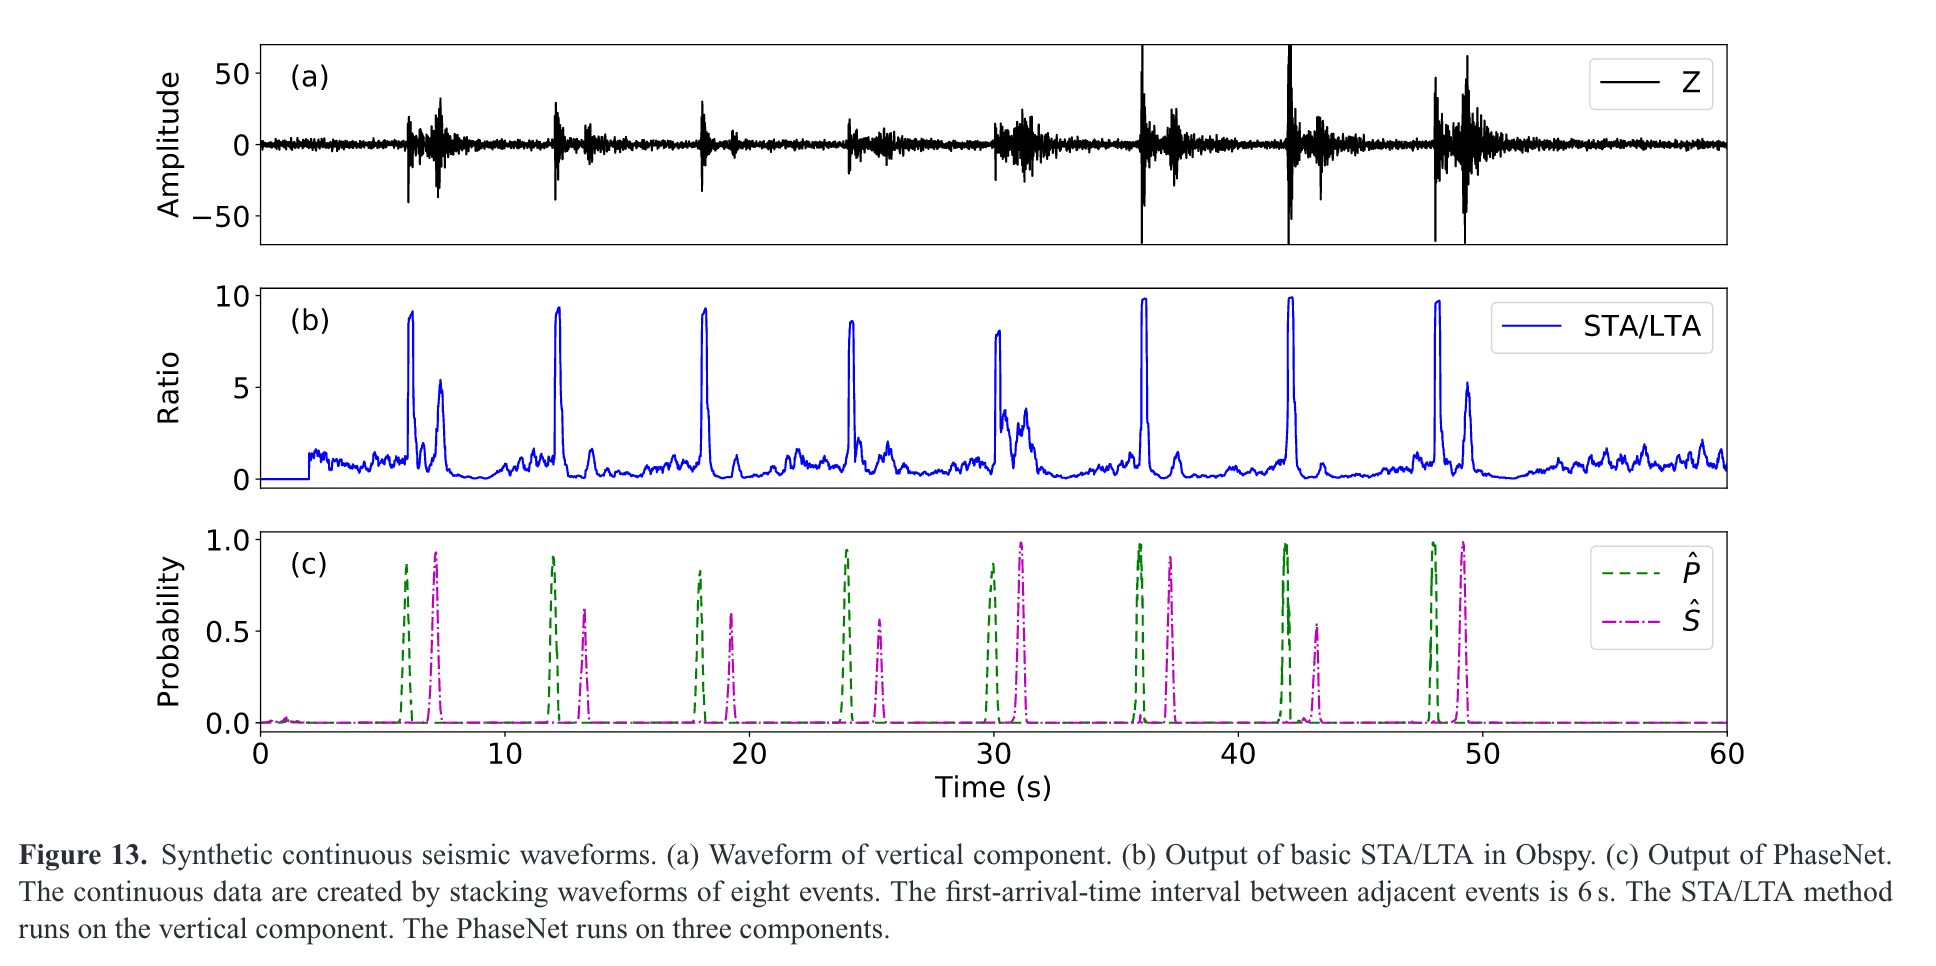 (a)
Z
50
0
−50
Amplitude
(b)
STA/LTA
10
5
0
Ratio
(c)
P̂
Ŝ
1.0
0.5
0.0
Probability
0 10 20 30 40 50 60
Time (s)
Figure 13. Synthetic continuous seismic waveforms. (a) Waveform of vertical component. (b) Output of basic STA/LTA in Obspy. (c) Output of PhaseNet.
The continuous data are created by stacking waveforms of eight events. The first-arrival-time interval between adjacent events is 6 s. The STA/LTA method
runs on the vertical component. The PhaseNet runs on three components.